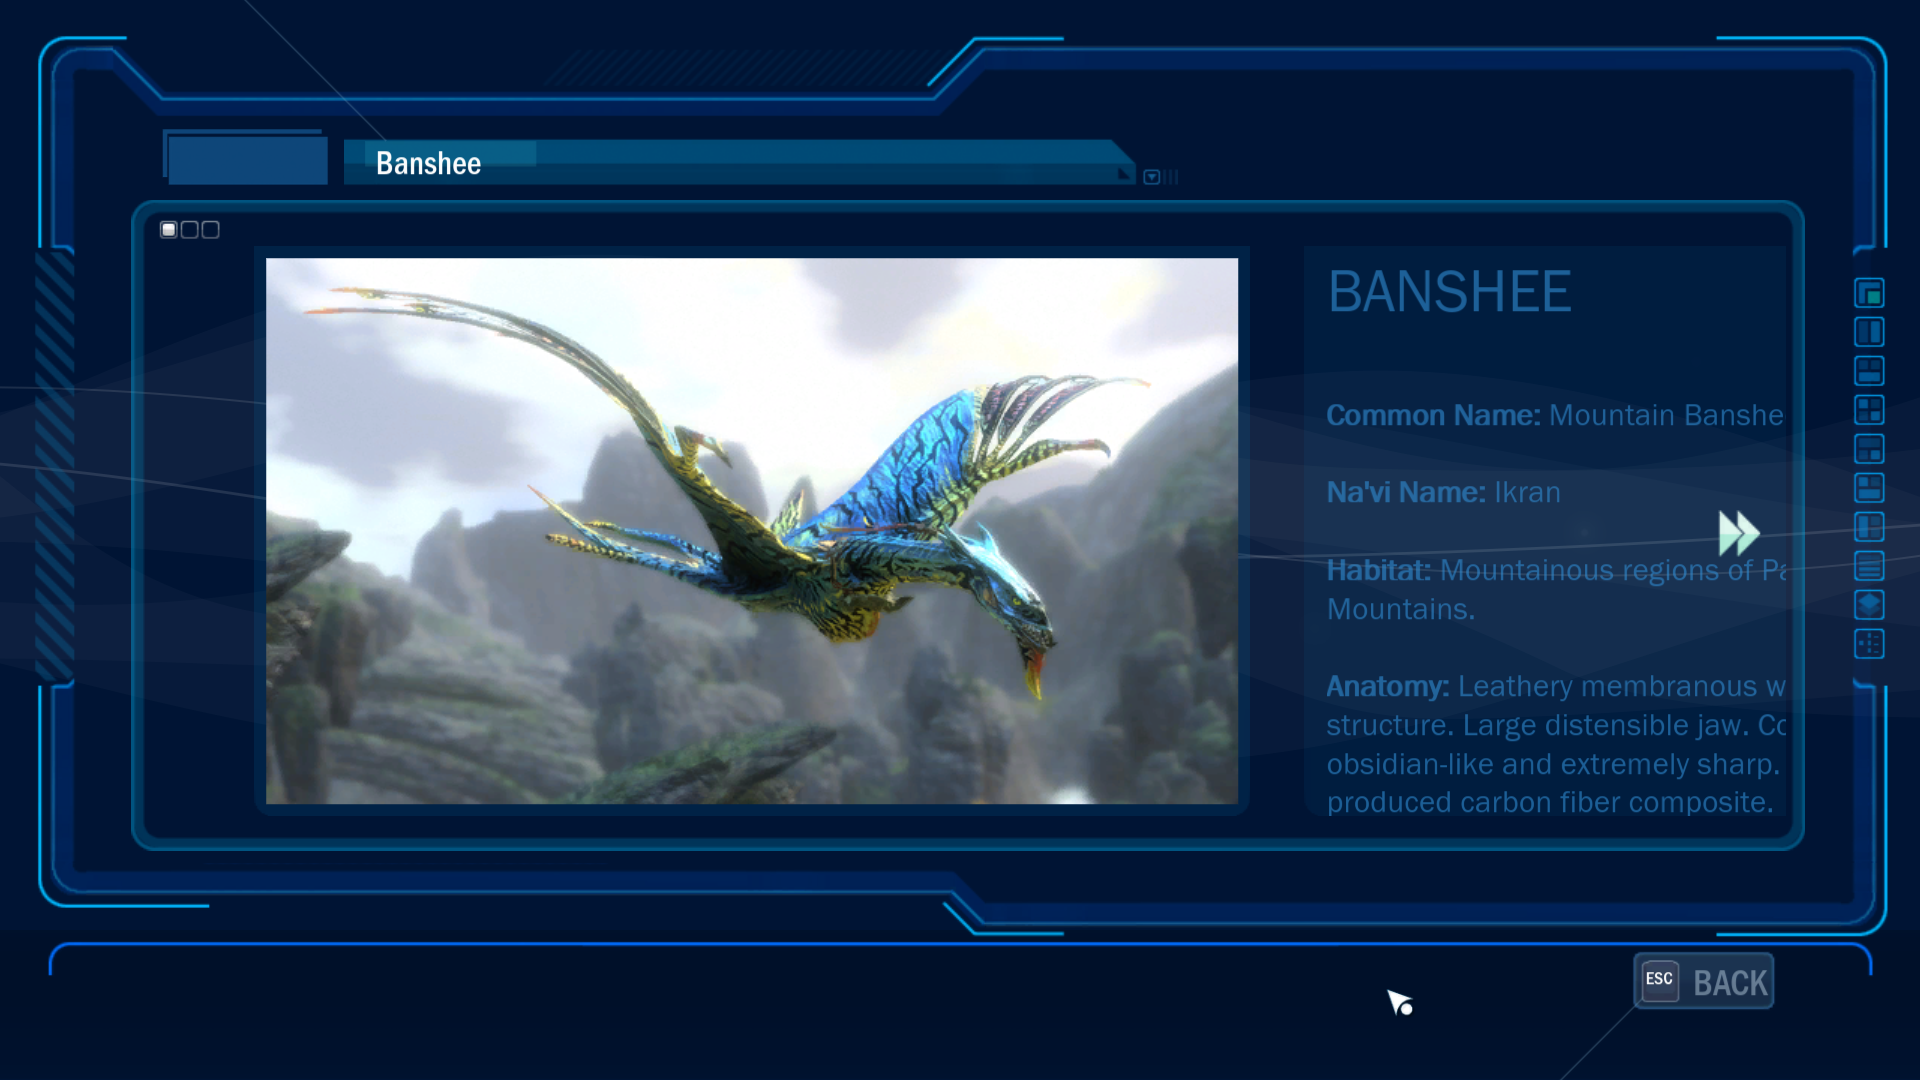 Banshee
BANSHEE
Common Name: Mountain Banshe
Na'vi Name: Ikran
Habitat: Mountainous regions of Pa
Mountains.
Anatomy: Leathery membranous w
structure. Large distensible jaw. Co
obsidian-like and extremely sharp.
produced carbon fiber composite.
ESC BACK